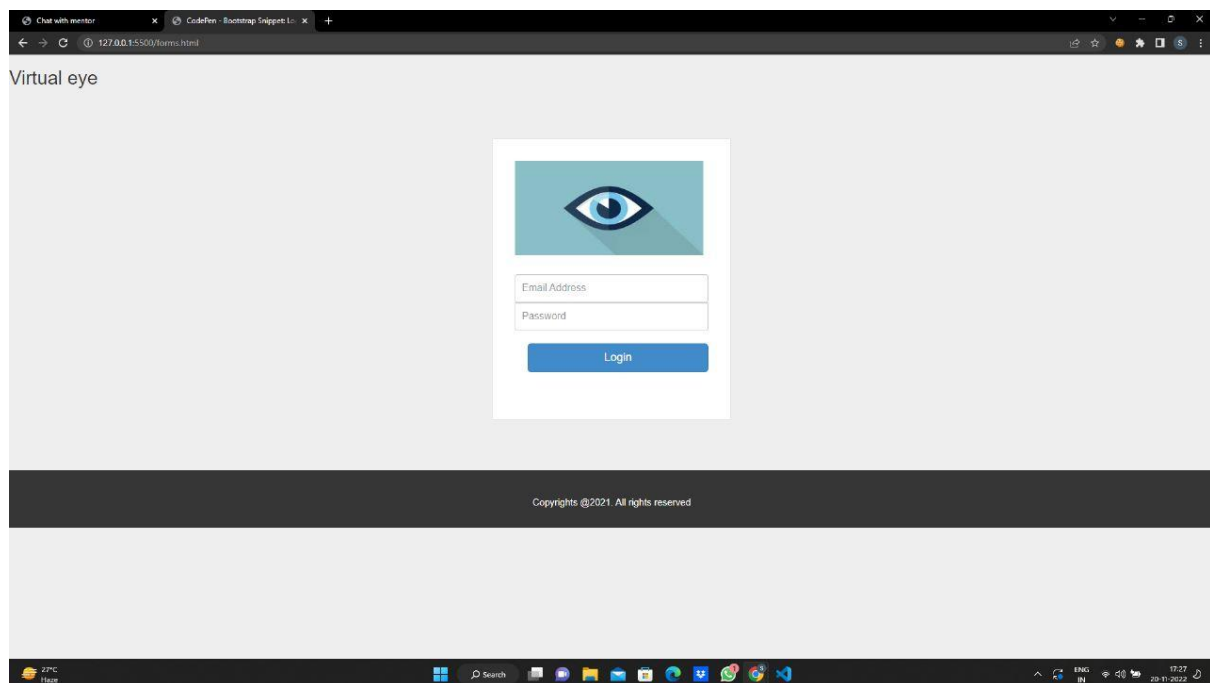 Chat with mentor
CodePen - Bootstrap Snippet: Lo
127.0.0.1:5500/forms.html
S
Virtual eye
Email Address
Password
Login
Copyrights @2021. All rights reserved
27°C
Haze
Search
ENG
IN
17:27
20-11-2022